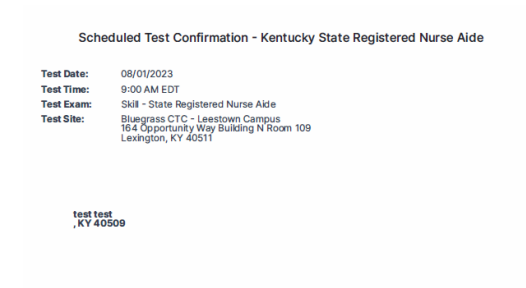 Scheduled Test Confirmation - Kentucky State Registered Nurse Aide
Test Date: 08/01/2023
Test Time: 9:00 AM EDT
Test Exam: Skill - State Registered Nurse Aide
Test Site: Bluegrass CTC - Leestown Campus
164 Opportunity Way Building N Room 109
Lexington, KY 40511
test test
, KY 40509